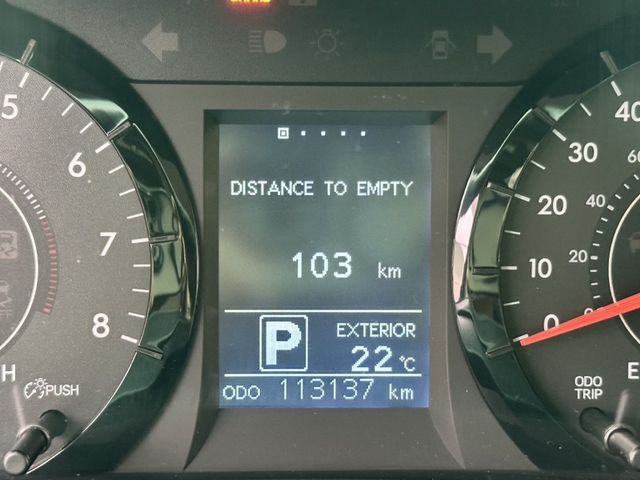 DISTANCE TO EMPTY
103 km
P
EXTERIOR
22°C
ODO 113137 km
5
6
7
8
PUSH
40
30
20
10
0
60
40
20
ODO
TRIP
H
E